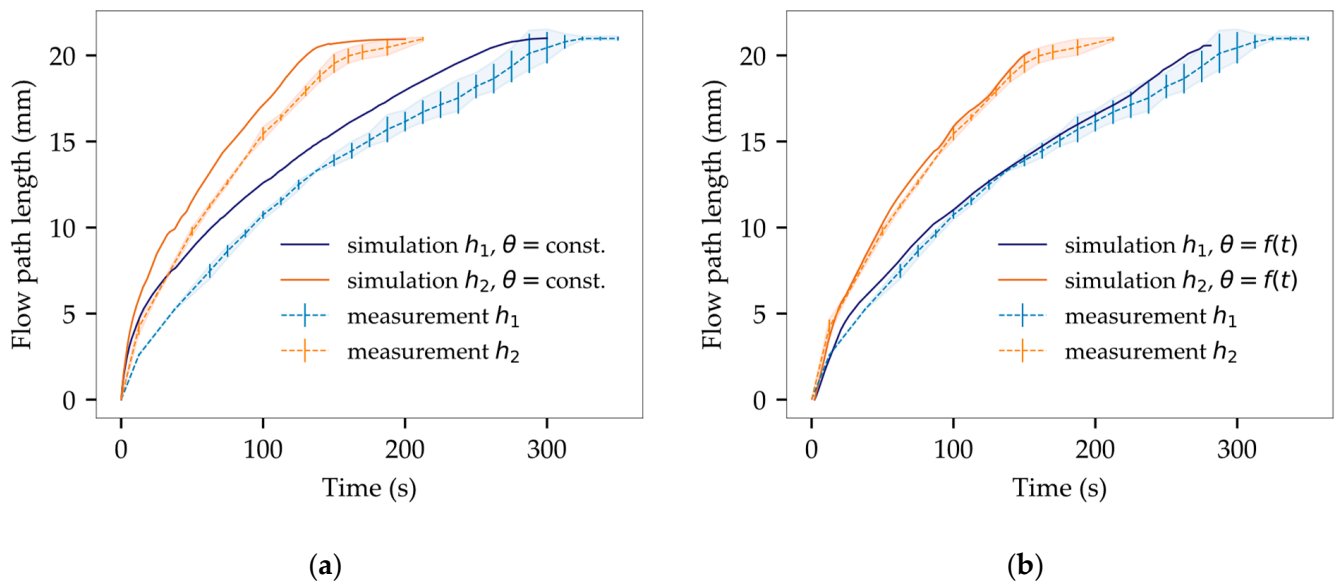 20
15
10
5
0
Flow path length (mm)
simulation h₁, θ = const.
simulation h₂, θ = const.
measurement h₁
measurement h₂
0 100 200 300
Time (s)
(a)
20
15
10
5
0
Flow path length (mm)
simulation h₁, θ = f(t)
simulation h₂, θ = f(t)
measurement h₁
measurement h₂
0 100 200 300
Time (s)
(b)